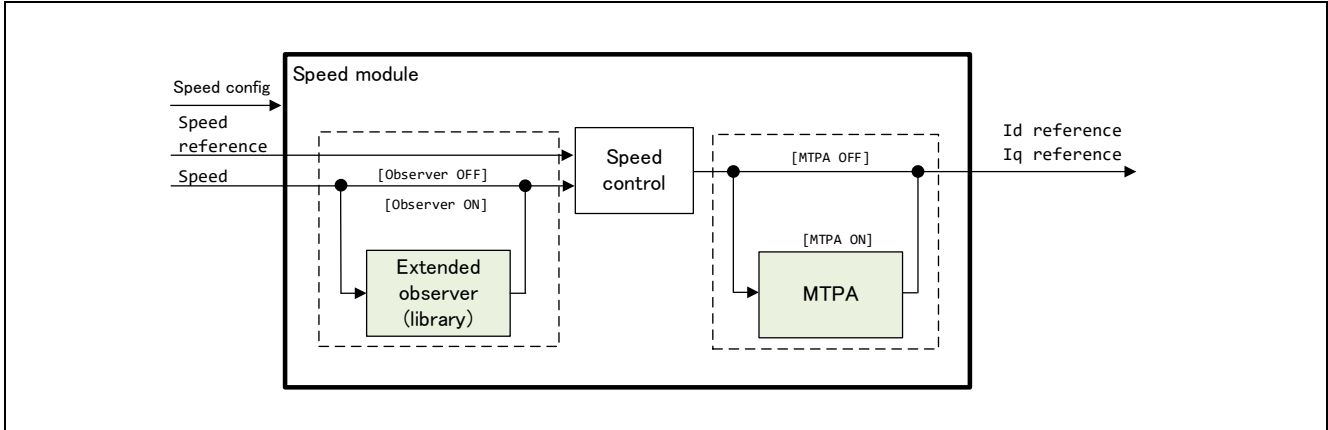 Speed module
Speed config
Speed
reference
Speed
[Observer OFF]
[Observer ON]
Extended
observer
(library)
Speed
control
[MTPA OFF]
[MTPA ON]
MTPA
Id reference
Iq reference